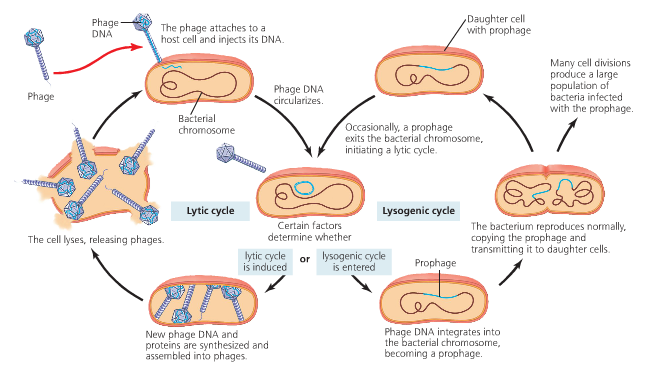 Phage
DNA
The phage attaches to a
host cell and injects its DNA.
Daughter cell
with prophage
Many cell divisions
produce a large
population of
bacteria infected
with the prophage.
Phage
Phage DNA
circularizes.
Bacterial
chromosome
Occasionally, a prophage
exits the bacterial chromosome,
initiating a lytic cycle.
Lytic cycle
Lysogenic cycle
Certain factors
determine whether
The cell lyses, releasing phages.
The bacterium reproduces normally,
copying the prophage and
transmitting it to daughter cells.
lytic cycle
is induced
or
lysogenic cycle
is entered
Prophage
New phage DNA and
proteins are synthesized and
assembled into phages.
Phage DNA integrates into
the bacterial chromosome,
becoming a prophage.